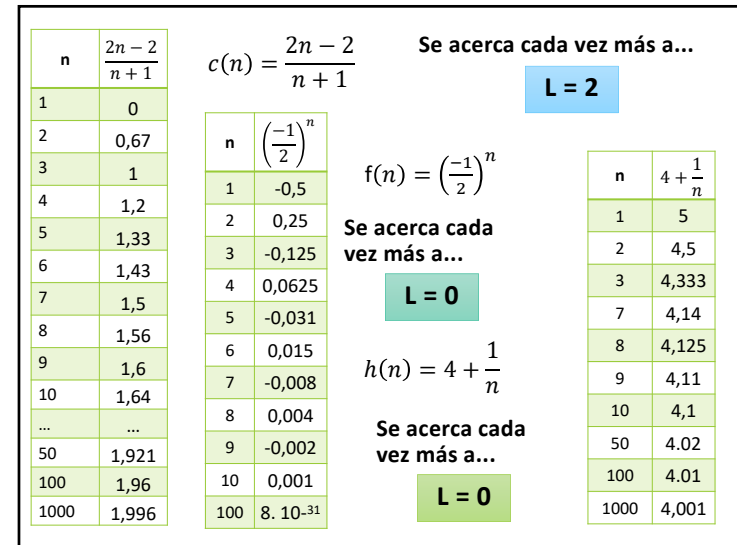 n | (2n − 2)/(n + 1)
1 | 0
2 | 0,67
3 | 1
4 | 1,2
5 | 1,33
6 | 1,43
7 | 1,5
8 | 1,56
9 | 1,6
10 | 1,64
... | ...
50 | 1,921
100 | 1,96
1000 | 1,996
c(n) = (2n − 2)/(n + 1)
Se acerca cada vez más a...
L = 2
n | (−1/2)ⁿ
1 | -0,5
2 | 0,25
3 | -0,125
4 | 0,0625
5 | -0,031
6 | 0,015
7 | -0,008
8 | 0,004
9 | -0,002
10 | 0,001
100 | 8. 10-³¹
f(n) = (−1/2)ⁿ
Se acerca cada
vez más a...
L = 0
h(n) = 4 + 1/n
Se acerca cada
vez más a...
L = 0
n | 4 + 1/n
1 | 5
2 | 4,5
3 | 4,333
7 | 4,14
8 | 4,125
9 | 4,11
10 | 4,1
50 | 4.02
100 | 4.01
1000 | 4,001